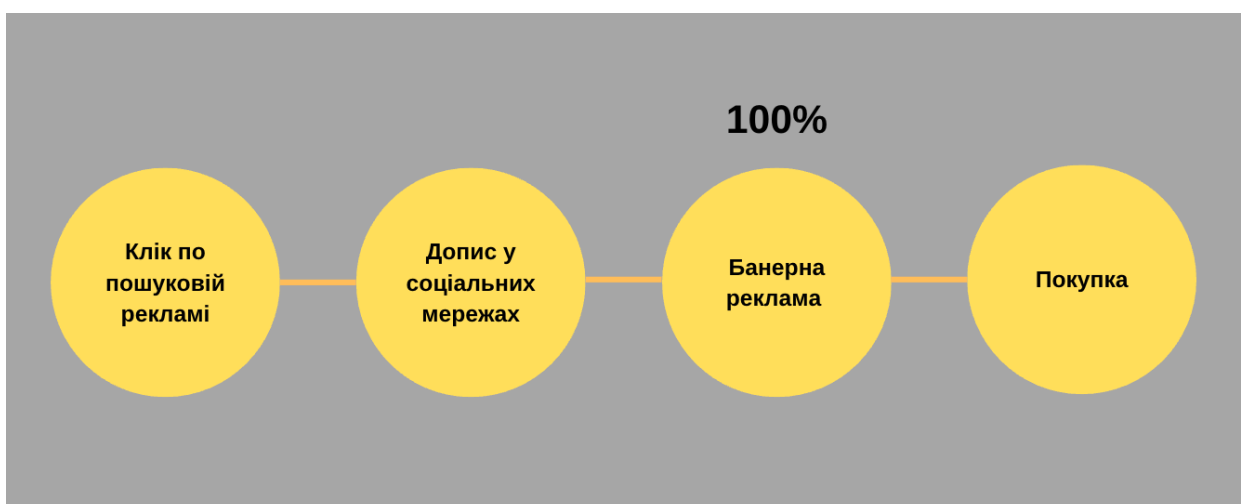 100%
Клік по
пошуковій
рекламі
Допис у
соціальних
мережах
Банерна
реклама
Покупка